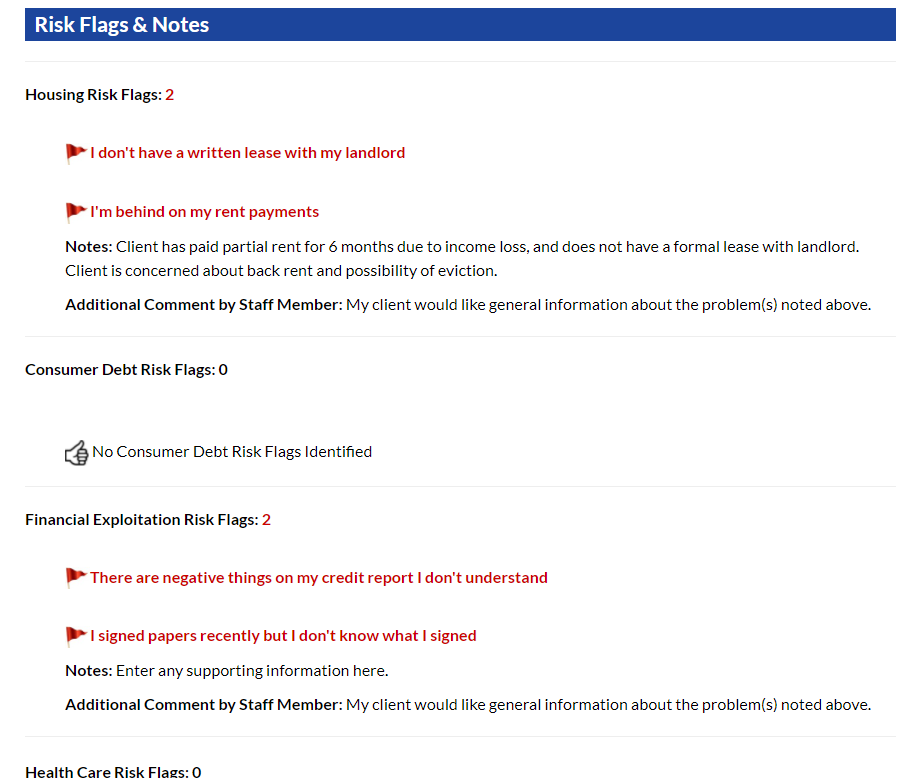 Risk Flags & Notes
Housing Risk Flags: 2
I don't have a written lease with my landlord
I'm behind on my rent payments
Notes: Client has paid partial rent for 6 months due to income loss, and does not have a formal lease with landlord.
Client is concerned about back rent and possibility of eviction.
Additional Comment by Staff Member: My client would like general information about the problem(s) noted above.
Consumer Debt Risk Flags: 0
No Consumer Debt Risk Flags Identified
Financial Exploitation Risk Flags: 2
There are negative things on my credit report I don't understand
I signed papers recently but I don't know what I signed
Notes: Enter any supporting information here.
Additional Comment by Staff Member: My client would like general information about the problem(s) noted above.
Health Care Risk Flags: 0